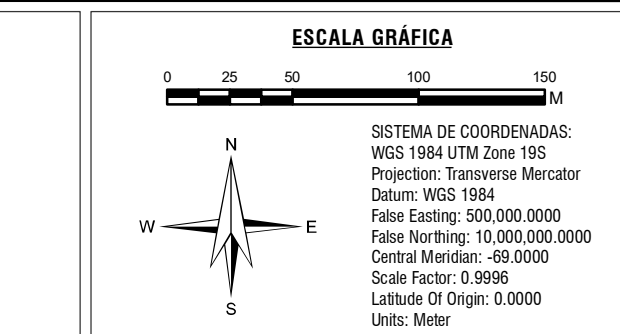 ESCALA GRÁFICA
0 25 50 100 150
M
N
W E
S
SISTEMA DE COORDENADAS:
WGS 1984 UTM Zone 19S
Projection: Transverse Mercator
Datum: WGS 1984
False Easting: 500,000.0000
False Northing: 10,000,000.0000
Central Meridian: -69.0000
Scale Factor: 0.9996
Latitude Of Origin: 0.0000
Units: Meter